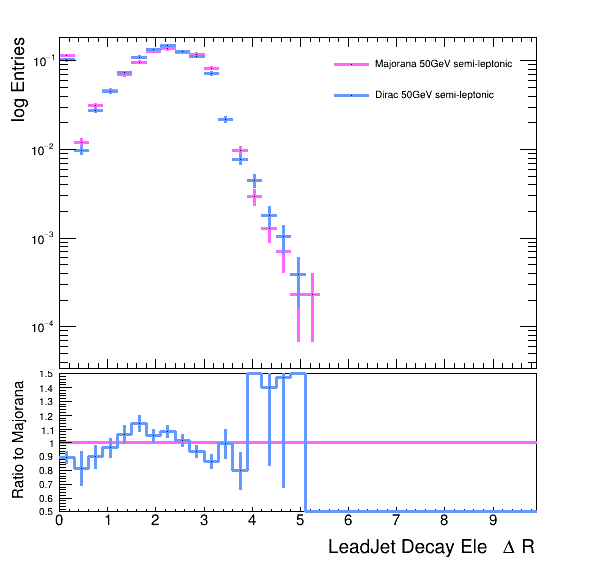 log Entries
10⁻¹
10⁻²
10⁻³
10⁻⁴
Majorana 50GeV semi-leptonic
Dirac 50GeV semi-leptonic
Ratio to Majorana
1.5
1.4
1.3
1.2
1.1
1
0.9
0.8
0.7
0.6
0.5
0 1 2 3 4 5 6 7 8 9
LeadJet Decay Ele Δ R